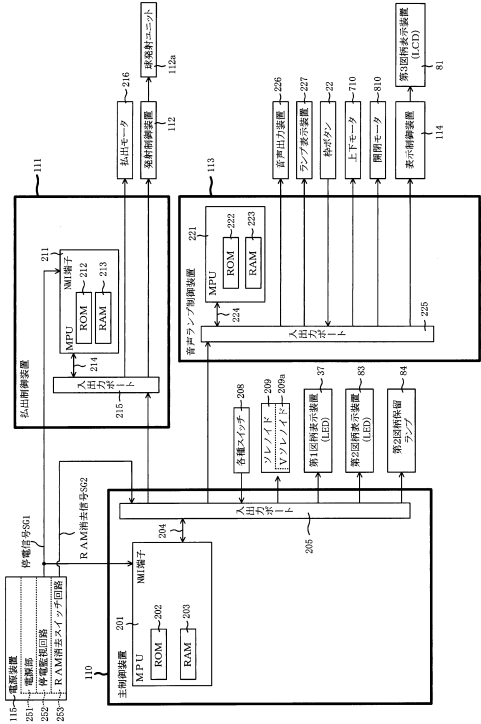 115
電源装置
251
電源部
252
停電監視回路
253
RAM消去スイッチ回路
停電信号SG1
RAM消去信号SG2
110
主制御装置
201
MPU
NMI端子
ROM
202
RAM
203
204
入出力ポート
205
111
払出制御装置
211
NMI端子
MPU
ROM
212
RAM
213
214
入出力ポート
215
払出モータ
216
発射制御装置
112
球発射ユニット
112a
各種スイッチ
208
ソレノイド
209
Vソレノイド
209a
第1図柄表示装置
(LED)
37
第2図柄表示装置
(LED)
83
第2図柄保留
ランプ
84
113
音声ランプ制御装置
221
MPU
ROM
222
RAM
223
224
入出力ポート
225
音声出力装置
226
ランプ表示装置
227
枠ボタン
22
上下モータ
710
開閉モータ
810
表示制御装置
114
第3図柄表示装置
(LCD)
81